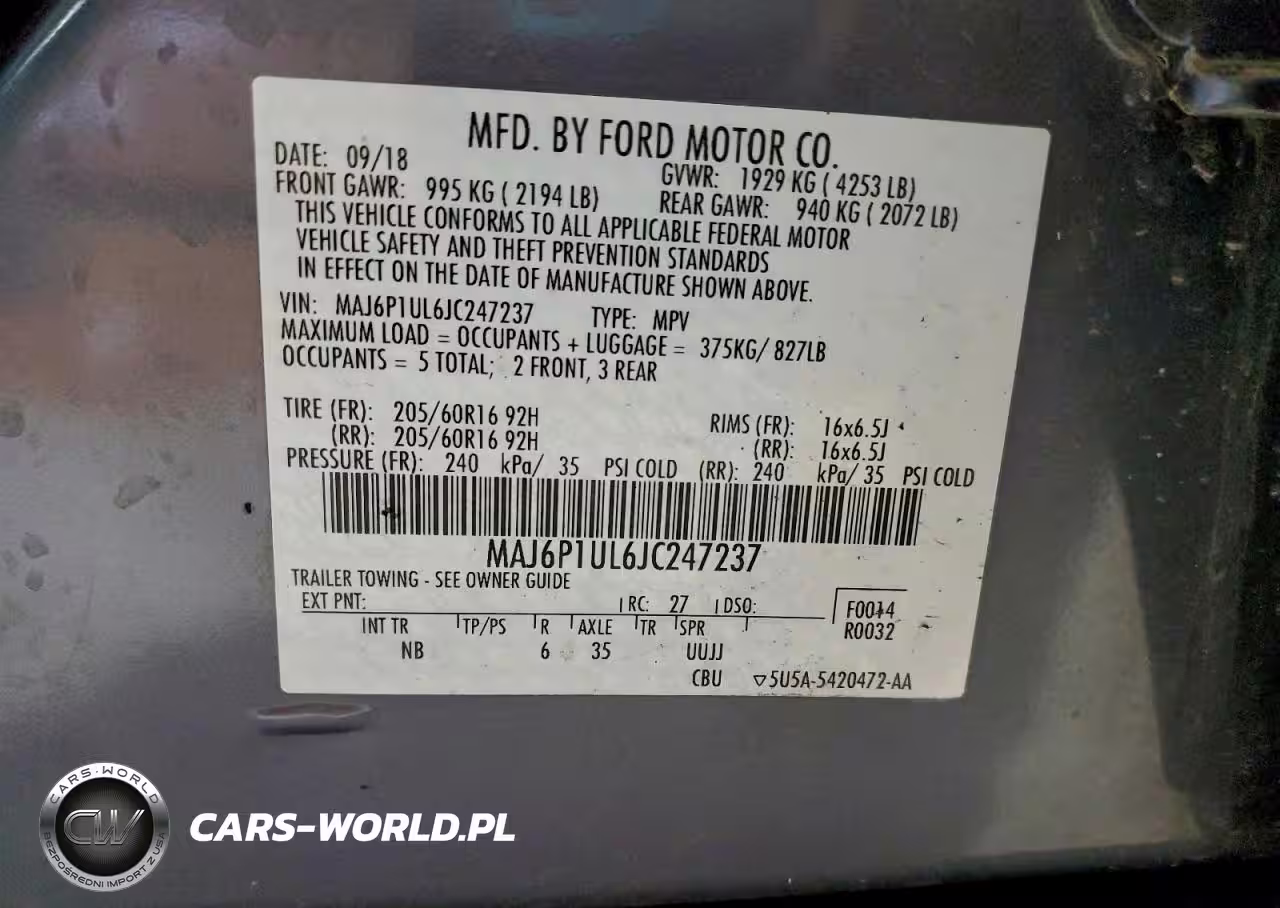 MFD. BY FORD MOTOR CO.
DATE: 09/18 GVWR: 1929 KG ( 4253 LB)
FRONT GAWR: 995 KG ( 2194 LB) REAR GAWR: 940 KG ( 2072 LB)
THIS VEHICLE CONFORMS TO ALL APPLICABLE FEDERAL MOTOR
VEHICLE SAFETY AND THEFT PREVENTION STANDARDS
IN EFFECT ON THE DATE OF MANUFACTURE SHOWN ABOVE.
VIN: MAJ6P1UL6JC247237 TYPE: MPV
MAXIMUM LOAD = OCCUPANTS + LUGGAGE = 375KG/ 827LB
OCCUPANTS = 5 TOTAL; 2 FRONT, 3 REAR
TIRE (FR): 205/60R16 92H RIMS (FR): 16x6.5J
(RR): 205/60R16 92H (RR): 16x6.5J
PRESSURE (FR): 240 kPa/ 35 PSI COLD (RR): 240 kPa/ 35 PSI COLD
MAJ6P1UL6JC247237
TRAILER TOWING - SEE OWNER GUIDE
EXT PNT: RC: 27 DSO: F0014
INT TR TP/PS R AXLE TR SPR R0032
NB 6 35 UUJJ
CBU 5U5A-5420472-AA
CARS-WORLD
CW
BEZPOŚREDNI IMPORT Z USA
CARS-WORLD.PL